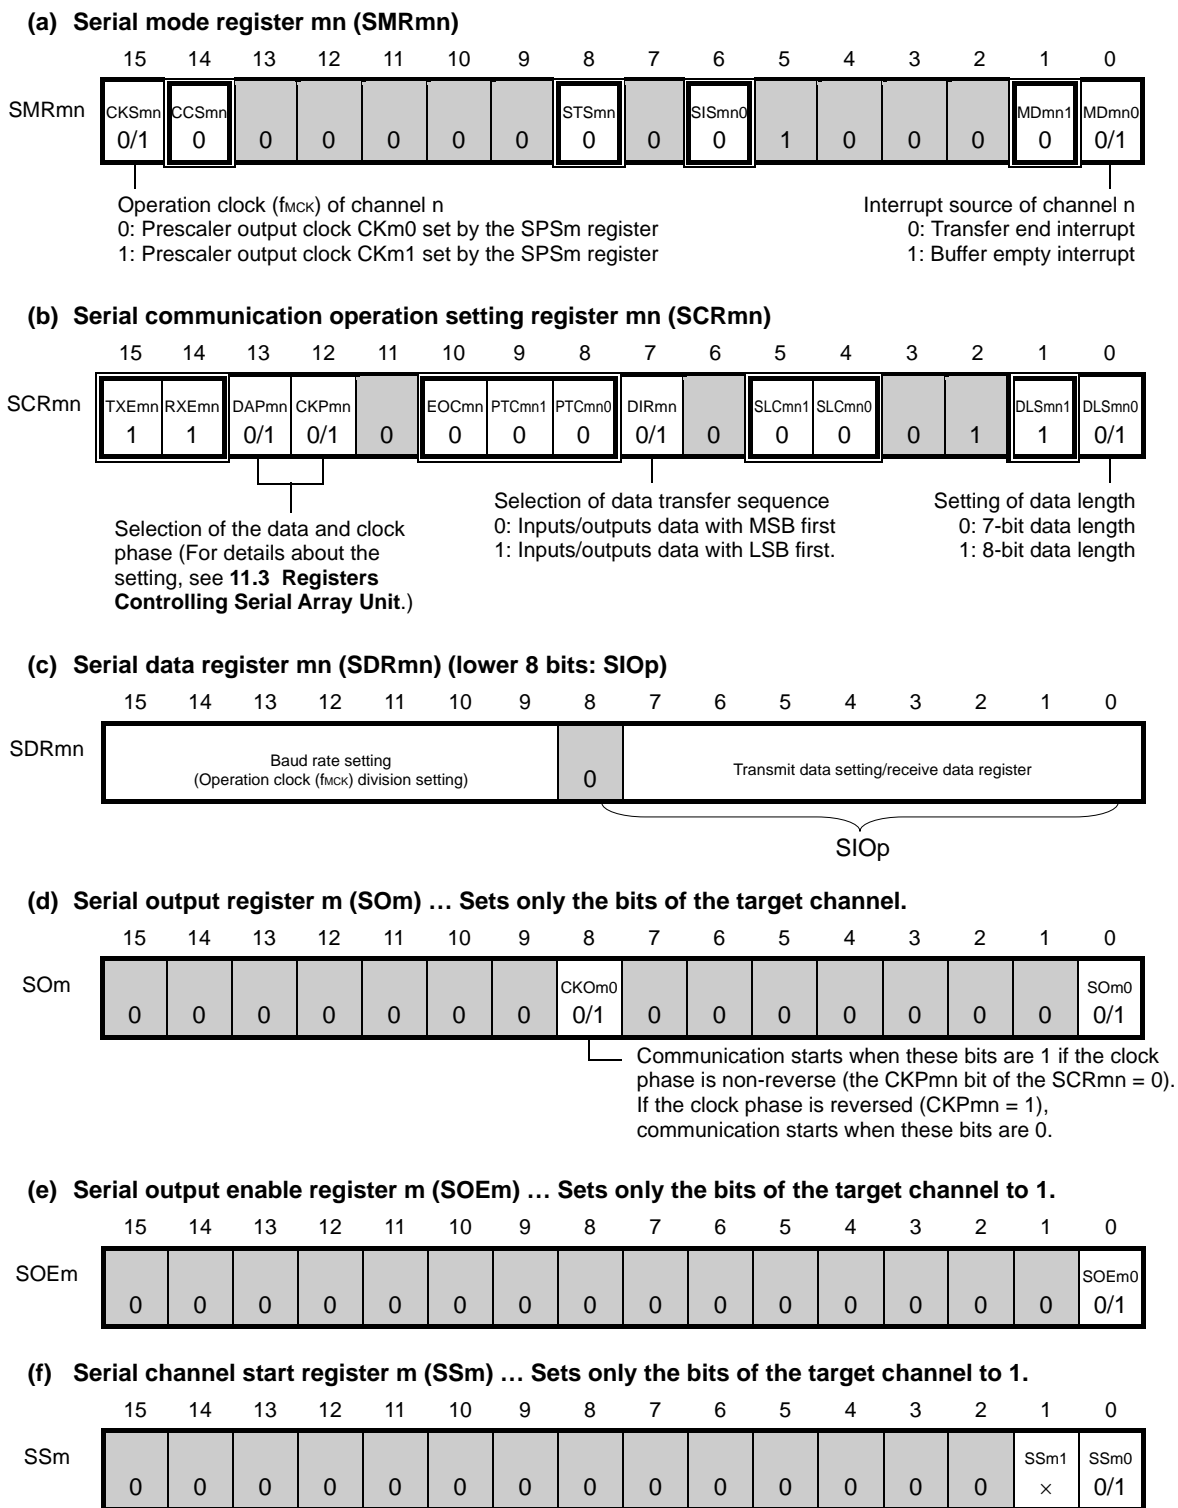 (a) Serial mode register mn (SMRmn)
15 14 13 12 11 10 9 8 7 6 5 4 3 2 1 0
SMRmn
CKSmn CCSmn STSmn SISmn0 MDmn1 MDmn0
0/1 0 0 0 0 0 0 0 0 0 1 0 0 0 0 0/1
Operation clock (fMCK) of channel n
0: Prescaler output clock CKm0 set by the SPSm register
1: Prescaler output clock CKm1 set by the SPSm register
Interrupt source of channel n
0: Transfer end interrupt
1: Buffer empty interrupt
(b) Serial communication operation setting register mn (SCRmn)
15 14 13 12 11 10 9 8 7 6 5 4 3 2 1 0
SCRmn
TXEmn RXEmn DAPmn CKPmn EOCmn PTCmn1 PTCmn0 DIRmn SLCmn1 SLCmn0 DLSmn1 DLSmn0
1 1 0/1 0/1 0 0 0 0 0/1 0 0 0 0 1 1 0/1
Selection of the data and clock
phase (For details about the
setting, see 11.3 Registers
Controlling Serial Array Unit.)
Selection of data transfer sequence
0: Inputs/outputs data with MSB first
1: Inputs/outputs data with LSB first.
Setting of data length
0: 7-bit data length
1: 8-bit data length
(c) Serial data register mn (SDRmn) (lower 8 bits: SIOp)
15 14 13 12 11 10 9 8 7 6 5 4 3 2 1 0
SDRmn
Baud rate setting
(Operation clock (fMCK) division setting)
0
Transmit data setting/receive data register
SIOp
(d) Serial output register m (SOm) … Sets only the bits of the target channel.
15 14 13 12 11 10 9 8 7 6 5 4 3 2 1 0
SOm
CKOm0 SOm0
0 0 0 0 0 0 0 0/1 0 0 0 0 0 0 0 0/1
Communication starts when these bits are 1 if the clock
phase is non-reverse (the CKPmn bit of the SCRmn = 0).
If the clock phase is reversed (CKPmn = 1),
communication starts when these bits are 0.
(e) Serial output enable register m (SOEm) … Sets only the bits of the target channel to 1.
15 14 13 12 11 10 9 8 7 6 5 4 3 2 1 0
SOEm
SOEm0
0 0 0 0 0 0 0 0 0 0 0 0 0 0 0 0/1
(f) Serial channel start register m (SSm) … Sets only the bits of the target channel to 1.
15 14 13 12 11 10 9 8 7 6 5 4 3 2 1 0
SSm
SSm1 SSm0
0 0 0 0 0 0 0 0 0 0 0 0 0 0 × 0/1